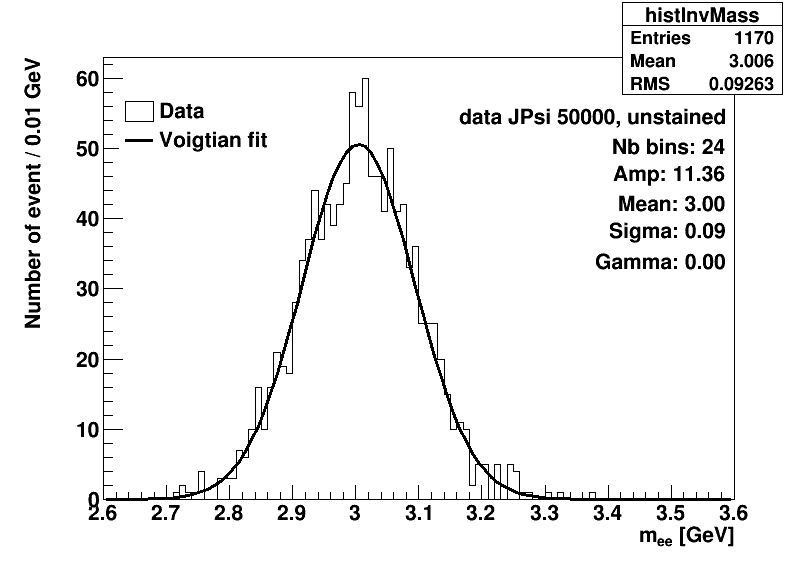 histInvMass
Entries 1170
Mean 3.006
RMS 0.09263
Number of event / 0.01 GeV
60
50
40
30
20
10
0
Data
Voigtian fit
data JPsi 50000, unstained
Nb bins: 24
Amp: 11.36
Mean: 3.00
Sigma: 0.09
Gamma: 0.00
2.6 2.7 2.8 2.9 3 3.1 3.2 3.3 3.4 3.5 3.6
mee [GeV]